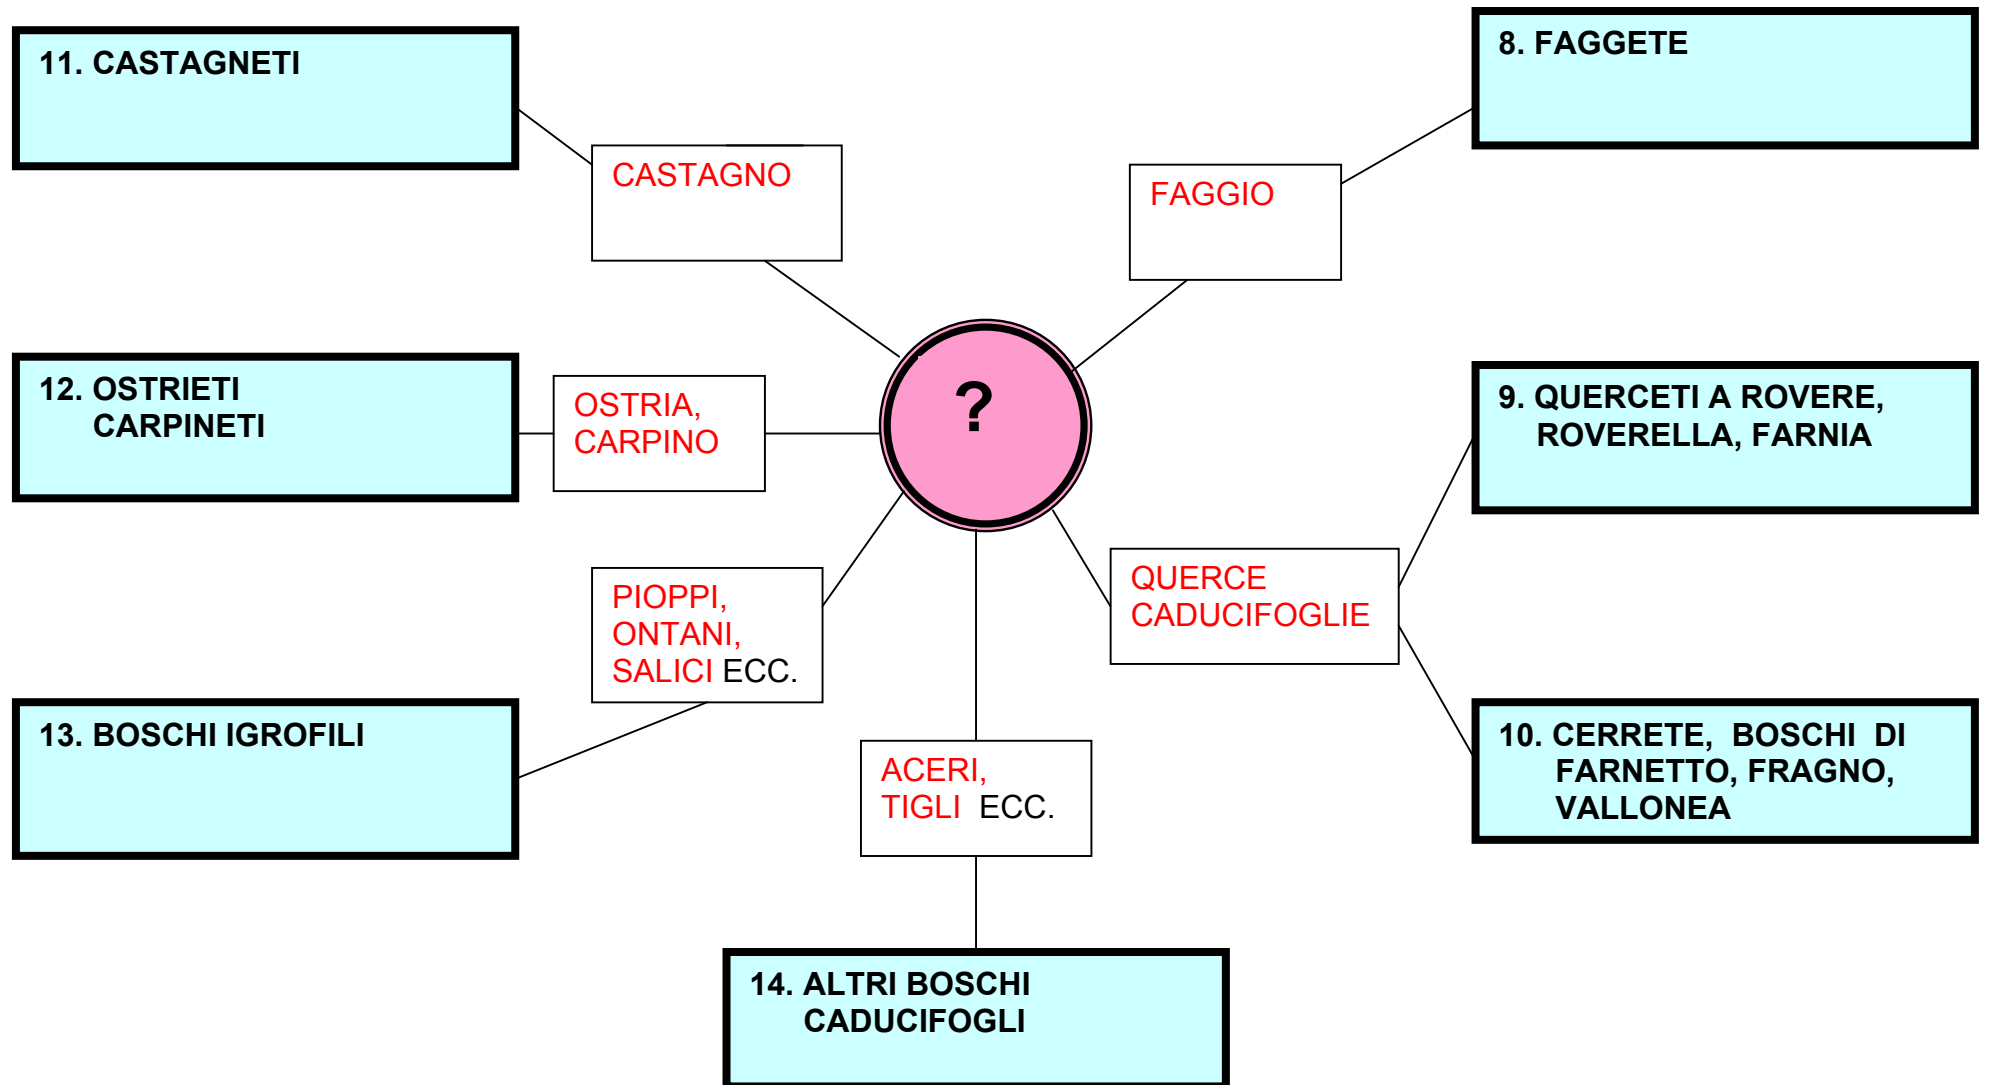 11. CASTAGNETI
8. FAGGETE
CASTAGNO
FAGGIO
12. OSTRIETI
CARPINETI
OSTRIA,
CARPINO
?
9. QUERCETI A ROVERE,
ROVERELLA, FARNIA
PIOPPI,
ONTANI,
SALICI ECC.
QUERCE
CADUCIFOGLIE
13. BOSCHI IGROFILI
ACERI,
TIGLI ECC.
10. CERRETE, BOSCHI DI
FARNETTO, FRAGNO,
VALLONEA
14. ALTRI BOSCHI
CADUCIFOGLI